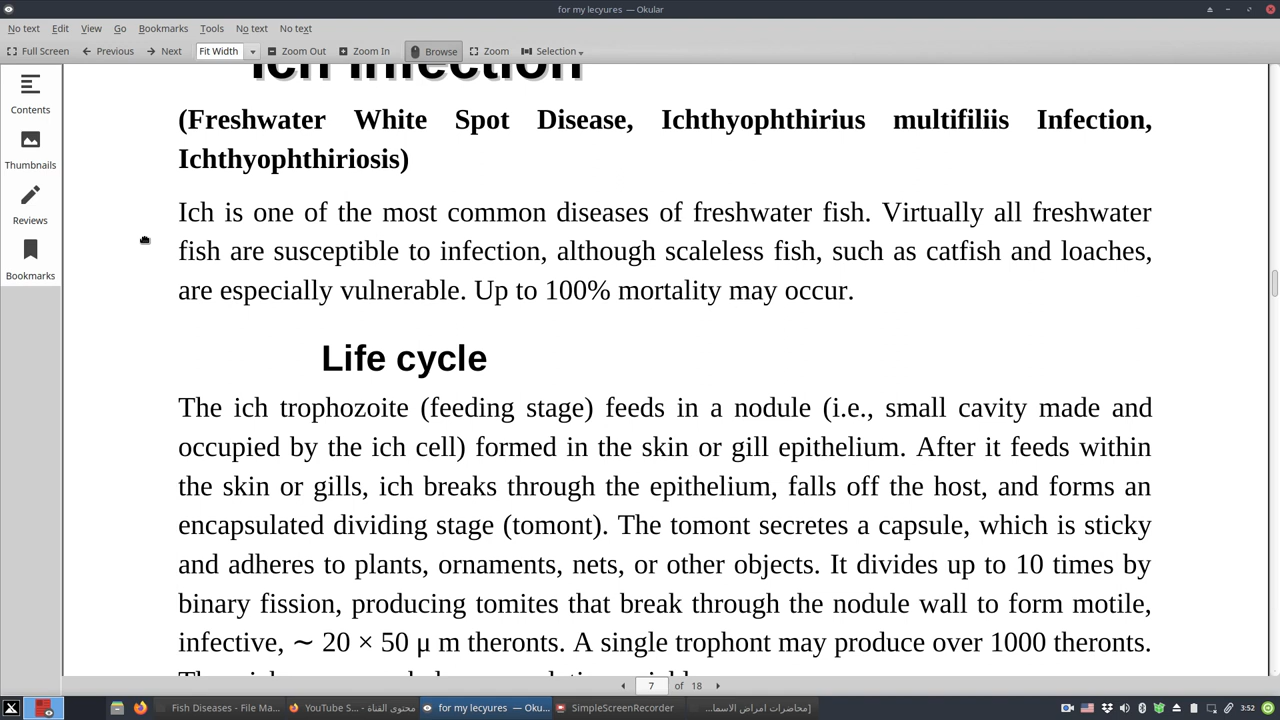 for my lecyures — Okular
No text Edit View Go Bookmarks Tools No text No text
Full Screen Previous Next Fit Width Zoom Out Zoom In Browse Zoom Selection
Contents
Thumbnails
Reviews
Bookmarks
Ich Infection
(Freshwater White Spot Disease, Ichthyophthirius multifiliis Infection,
Ichthyophthiriosis)
Ich is one of the most common diseases of freshwater fish. Virtually all freshwater
fish are susceptible to infection, although scaleless fish, such as catfish and loaches,
are especially vulnerable. Up to 100% mortality may occur.
Life cycle
The ich trophozoite (feeding stage) feeds in a nodule (i.e., small cavity made and
occupied by the ich cell) formed in the skin or gill epithelium. After it feeds within
the skin or gills, ich breaks through the epithelium, falls off the host, and forms an
encapsulated dividing stage (tomont). The tomont secretes a capsule, which is sticky
and adheres to plants, ornaments, nets, or other objects. It divides up to 10 times by
binary fission, producing tomites that break through the nodule wall to form motile,
infective, ∼ 20 × 50 μ m theronts. A single trophont may produce over 1000 theronts.
7 of 18
Fish Diseases - File Ma... محتوى القناة - YouTube S... for my lecyures — Oku... SimpleScreenRecorder [محاضرات امراض الاسما... 3:52